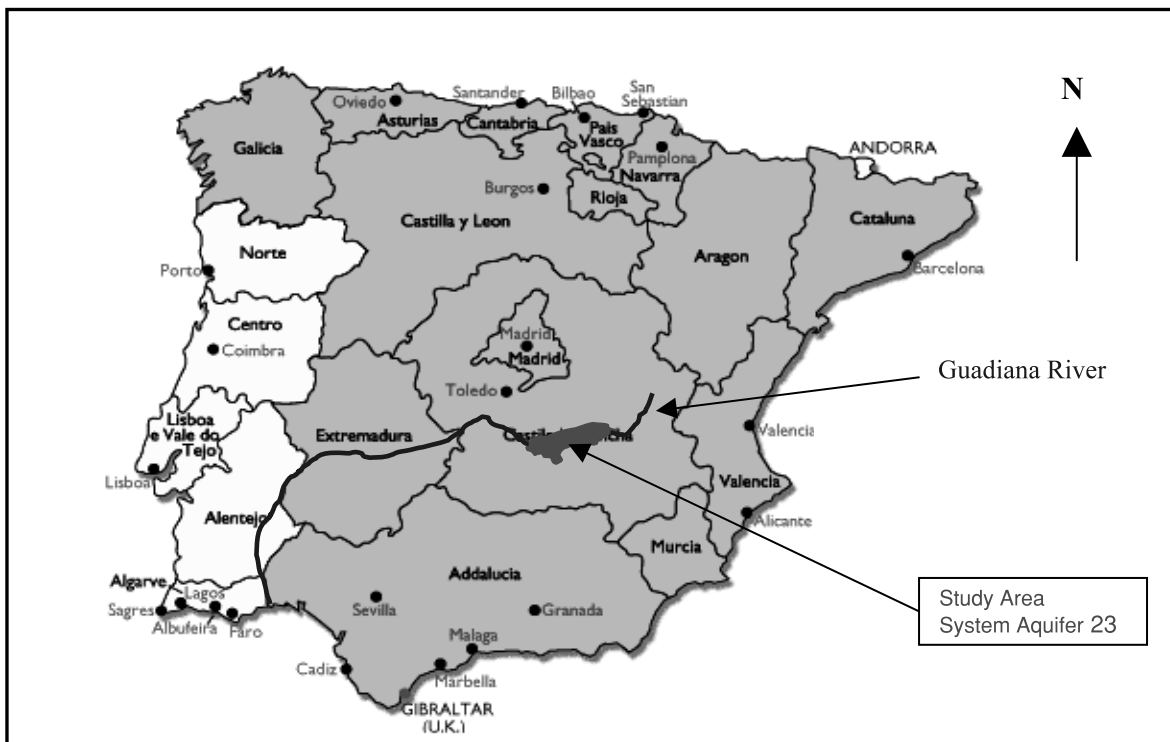 N
San
Sebastian
Bilbao
Santander
Oviedo
Asturias
Cantabria
Pais
Vasco
Pamplona
Navarra
ANDORRA
Galicia
Burgos
Rioja
Castilla y Leon
Cataluna
Aragon
Barcelona
Norte
Porto
Centro
Coimbra
Madrid
Madrid
Toledo
Guadiana River
Lisboa
e Vale do
Tejo
Extremadura
Valencia
Lisboa
Valencia
Alentejo
Alicante
Murcia
Algarve
Lagos
Addalucia
Sagres
Albufeira
Faro
Sevilla
Granada
Study Area
System Aquifer 23
Malaga
Cadiz
Marbella
GIBRALTAR
(U.K.)